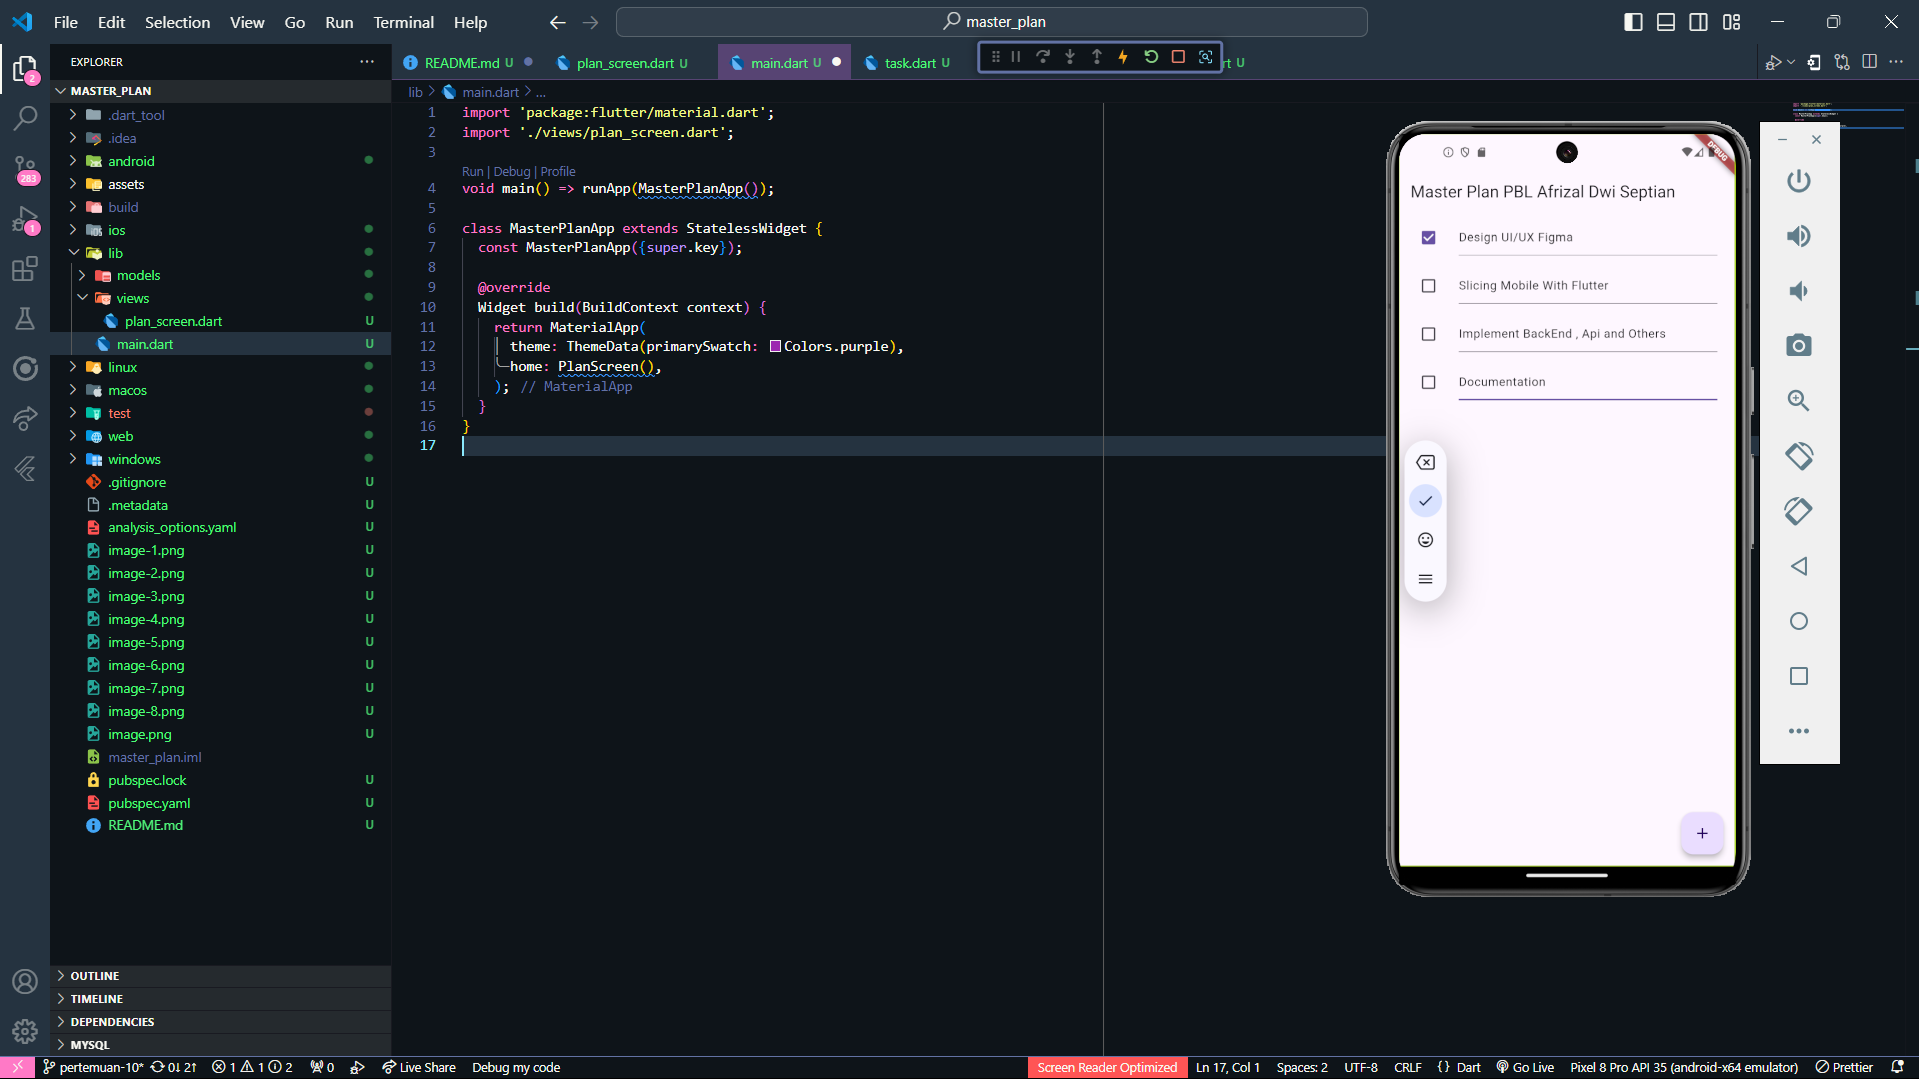 File Edit Selection View Go Run Terminal Help
master_plan
EXPLORER
MASTER_PLAN
.dart_tool
.idea
android
assets
build
ios
lib
models
views
plan_screen.dart U
main.dart U
linux
macos
test
web
windows
.gitignore U
.metadata U
analysis_options.yaml U
image-1.png U
image-2.png U
image-3.png U
image-4.png U
image-5.png U
image-6.png U
image-7.png U
image-8.png U
image.png U
master_plan.iml
pubspec.lock U
pubspec.yaml U
README.md U
OUTLINE
TIMELINE
DEPENDENCIES
MYSQL
2
283
1
README.md U
plan_screen.dart U
main.dart U
task.dart U
rt U
lib > main.dart > ...
1 import 'package:flutter/material.dart';
2 import './views/plan_screen.dart';
3
Run | Debug | Profile
4 void main() => runApp(MasterPlanApp());
5
6 class MasterPlanApp extends StatelessWidget {
7 const MasterPlanApp({super.key});
8
9 @override
10 Widget build(BuildContext context) {
11 return MaterialApp(
12 theme: ThemeData(primarySwatch: Colors.purple),
13 home: PlanScreen(),
14 ); // MaterialApp
15 }
16 }
17
DEBUG
Master Plan PBL Afrizal Dwi Septian
Design UI/UX Figma
Slicing Mobile With Flutter
Implement BackEnd , Api and Others
Documentation
pertemuan-10* 0↓ 2↑ 1 1 2 0 Live Share Debug my code
Screen Reader Optimized Ln 17, Col 1 Spaces: 2 UTF-8 CRLF {} Dart Go Live Pixel 8 Pro API 35 (android-x64 emulator) Prettier